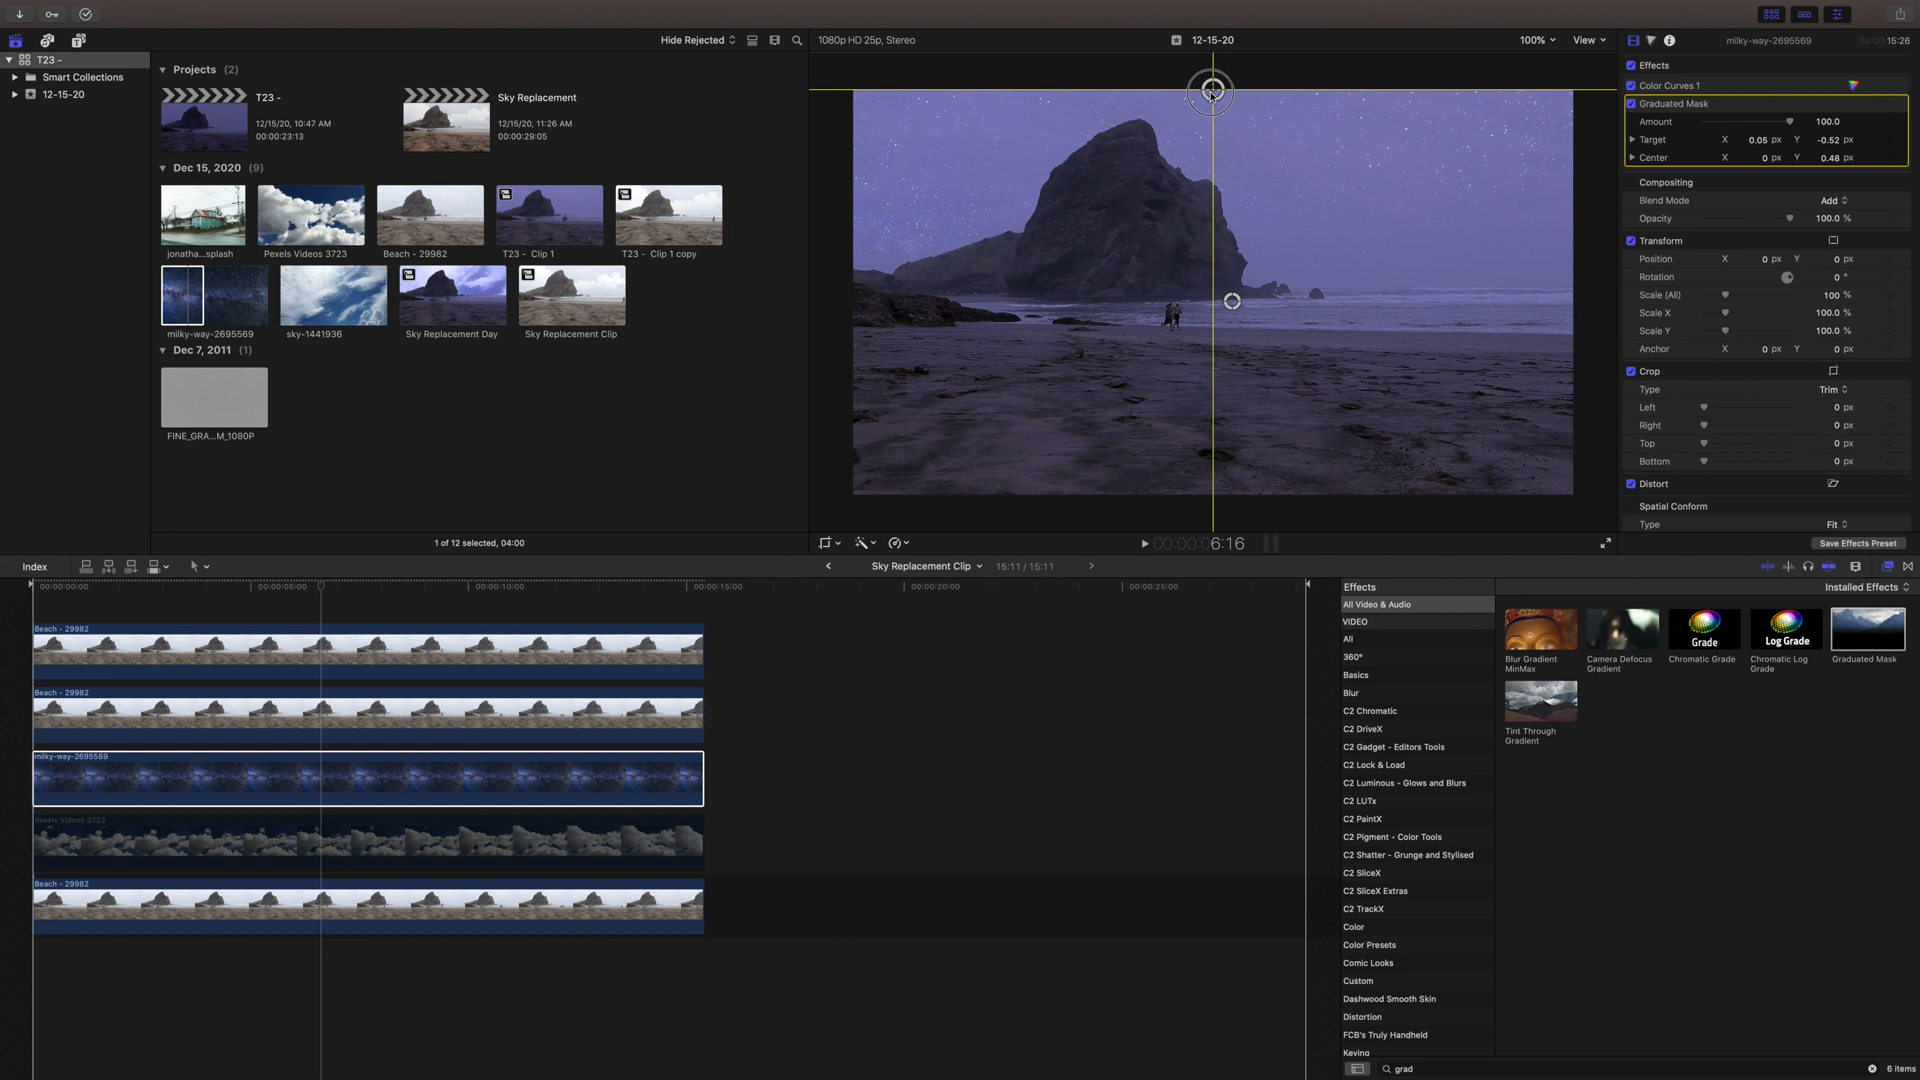 Hide Rejected
1080p HD 25p, Stereo
12-15-20
100%
View
milky-way-2695569
00:00:15:26
T23 -
Smart Collections
12-15-20
Projects (2)
T23 -
12/15/20, 10:47 AM
00:00:23:13
Sky Replacement
12/15/20, 11:26 AM
00:00:29:05
Dec 15, 2020 (9)
jonatha...splash
Pexels Videos 3723
Beach - 29982
T23 - Clip 1
T23 - Clip 1 copy
milky-way-2695569
sky-1441936
Sky Replacement Day
Sky Replacement Clip
Dec 7, 2011 (1)
FINE_GRA...M_1080P
1 of 12 selected, 04:00
00:00:06:16
Effects
Color Curves 1
Graduated Mask
Amount 100.0
Target X 0.05 px Y -0.52 px
Center X 0 px Y 0.48 px
Compositing
Blend Mode Add
Opacity 100.0 %
Transform
Position X 0 px Y 0 px
Rotation 0 °
Scale (All) 100 %
Scale X 100.0 %
Scale Y 100.0 %
Anchor X 0 px Y 0 px
Crop
Type Trim
Left 0 px
Right 0 px
Top 0 px
Bottom 0 px
Distort
Spatial Conform
Type Fit
Save Effects Preset
Index
Sky Replacement Clip
15:11 / 15:11
00:00:00:00
00:00:05:00
00:00:10:00
00:00:15:00
00:00:20:00
00:00:25:00
Beach - 29982
Beach - 29982
milky-way-2695569
Pexels Videos 3723
Beach - 29982
Effects
Installed Effects
All Video & Audio
VIDEO
All
360°
Basics
Blur
C2 Chromatic
C2 DriveX
C2 Gadget - Editors Tools
C2 Lock & Load
C2 Luminous - Glows and Blurs
C2 LUTx
C2 PaintX
C2 Pigment - Color Tools
C2 Shatter - Grunge and Stylised
C2 SliceX
C2 SliceX Extras
C2 TrackX
Color
Color Presets
Comic Looks
Custom
Dashwood Smooth Skin
Distortion
FCB's Truly Handheld
Keying
Blur Gradient
MinMax
Camera Defocus
Gradient
Grade
Chromatic Grade
Log Grade
Chromatic Log
Grade
Graduated Mask
Tint Through
Gradient
grad
6 items